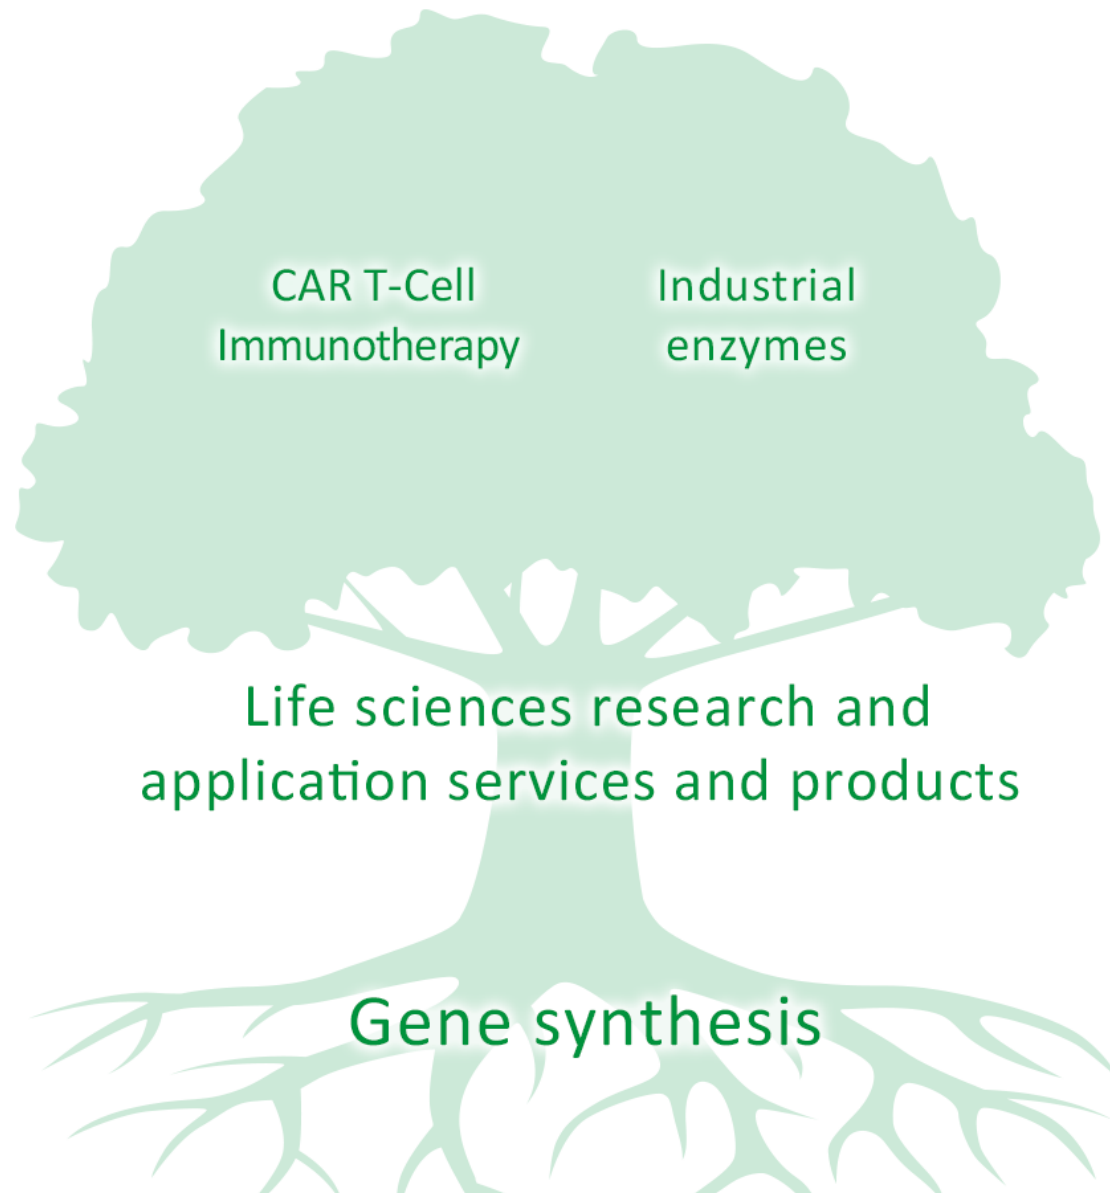 CAR T-Cell
Immunotherapy
Industrial
enzymes
Life sciences research and
application services and products
Gene synthesis